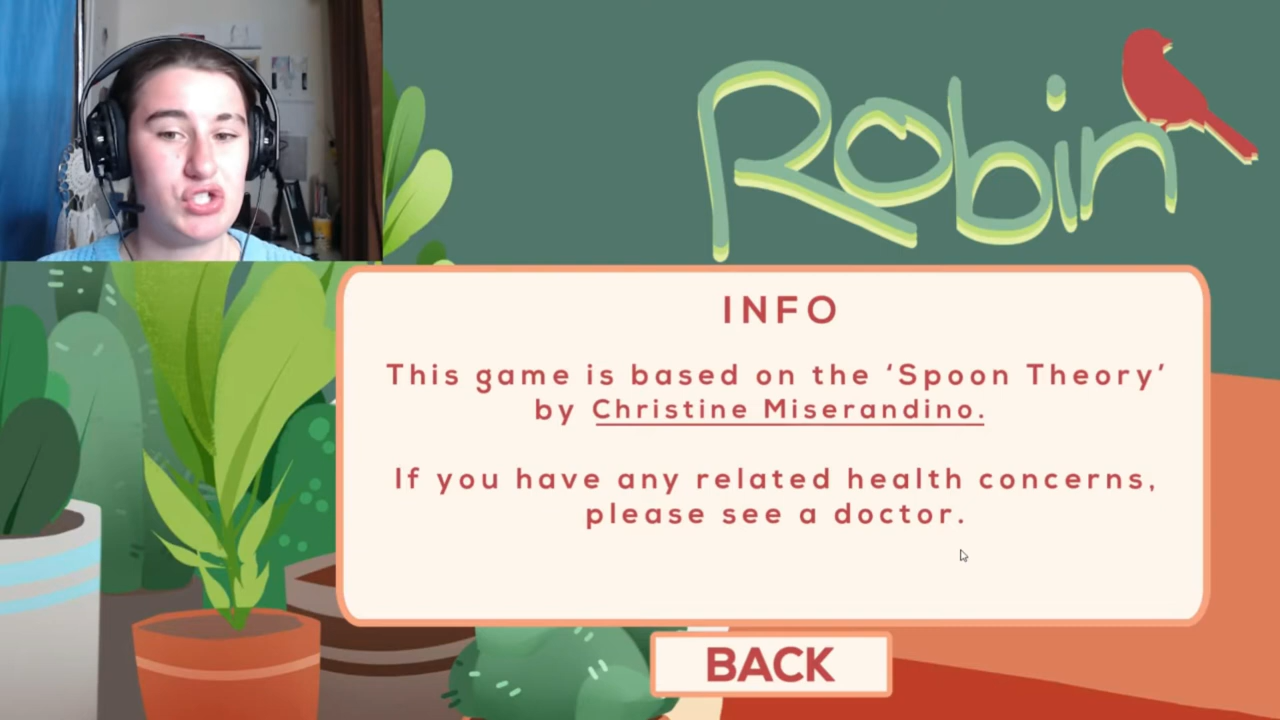 Robin
INFO
This game is based on the ‘Spoon Theory’
by Christine Miserandino.
If you have any related health concerns,
please see a doctor.
BACK